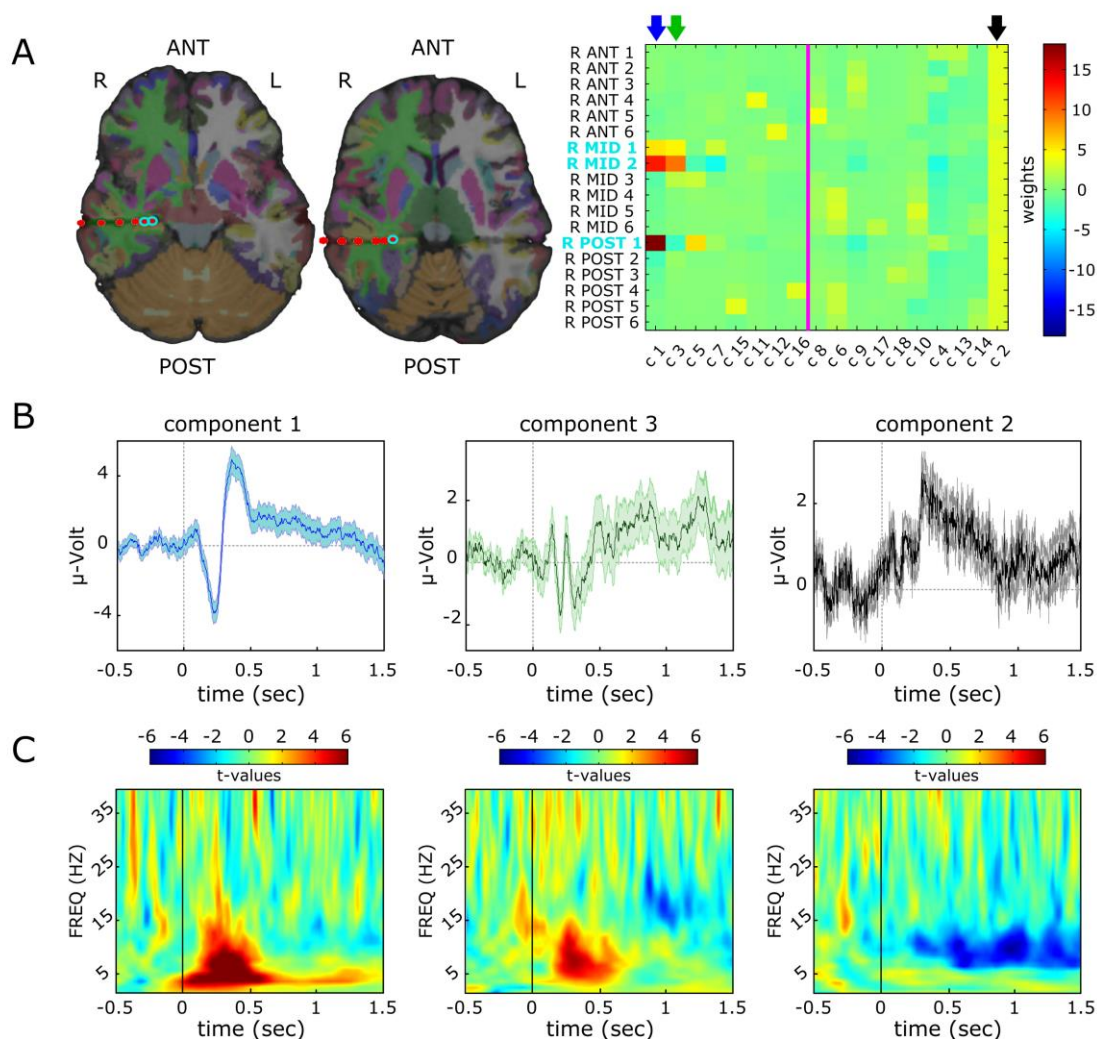 A
ANT
ANT
R
L
R
L
POST
POST
R ANT 1
R ANT 2
R ANT 3
R ANT 4
R ANT 5
R ANT 6
R MID 1
R MID 2
R MID 3
R MID 4
R MID 5
R MID 6
R POST 1
R POST 2
R POST 3
R POST 4
R POST 5
R POST 6
c 1
c 3
c 5
c 7
c 15
c 11
c 12
c 16
c 8
c 6
c 9
c 17
c 18
c 10
c 4
c 13
c 14
c 2
15
10
5
0
-5
-10
-15
weights
B
component 1
component 3
component 2
µ-Volt
4
0
-4
-0.5 0 0.5 1 1.5
time (sec)
µ-Volt
2
0
-2
-0.5 0 0.5 1 1.5
time (sec)
µ-Volt
2
0
-0.5 0 0.5 1 1.5
time (sec)
C
-6 -4 -2 0 2 4 6
t-values
-6 -4 -2 0 2 4 6
t-values
-6 -4 -2 0 2 4 6
t-values
FREQ (HZ)
35
25
15
5
-0.5 0 0.5 1 1.5
time (sec)
FREQ (HZ)
35
25
15
5
-0.5 0 0.5 1 1.5
time (sec)
FREQ (HZ)
35
25
15
5
-0.5 0 0.5 1 1.5
time (sec)